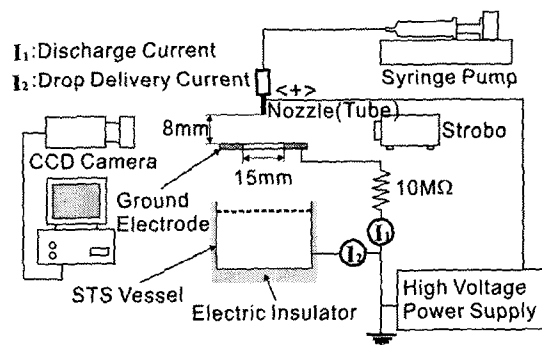 I₁:Discharge Current
I₂:Drop Delivery Current
<+>
Nozzle(Tube)
Syringe Pump
8mm
Strobo
CCD Camera
15mm
10MΩ
Ground
Electrode
I₁
I₂
STS Vessel
Electric Insulator
High Voltage
Power Supply